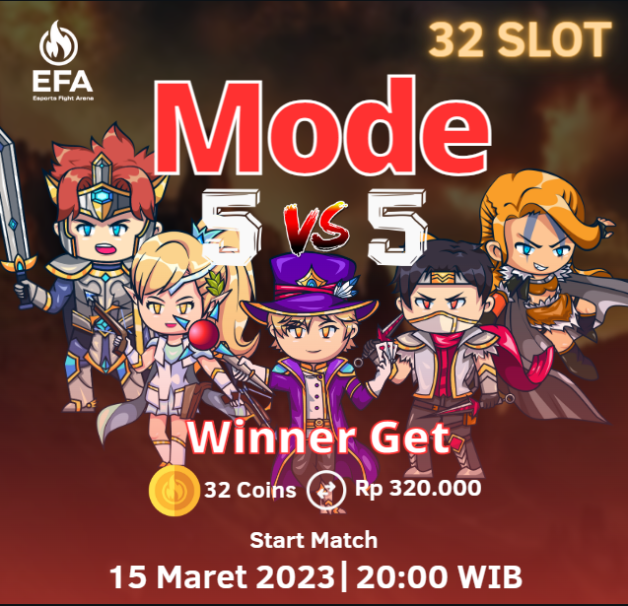 32 SLOT
EFA
Esports Fight Arena
Mode
5 VS 5
Winner Get
32 Coins Rp 320.000
Start Match
15 Maret 2023| 20:00 WIB